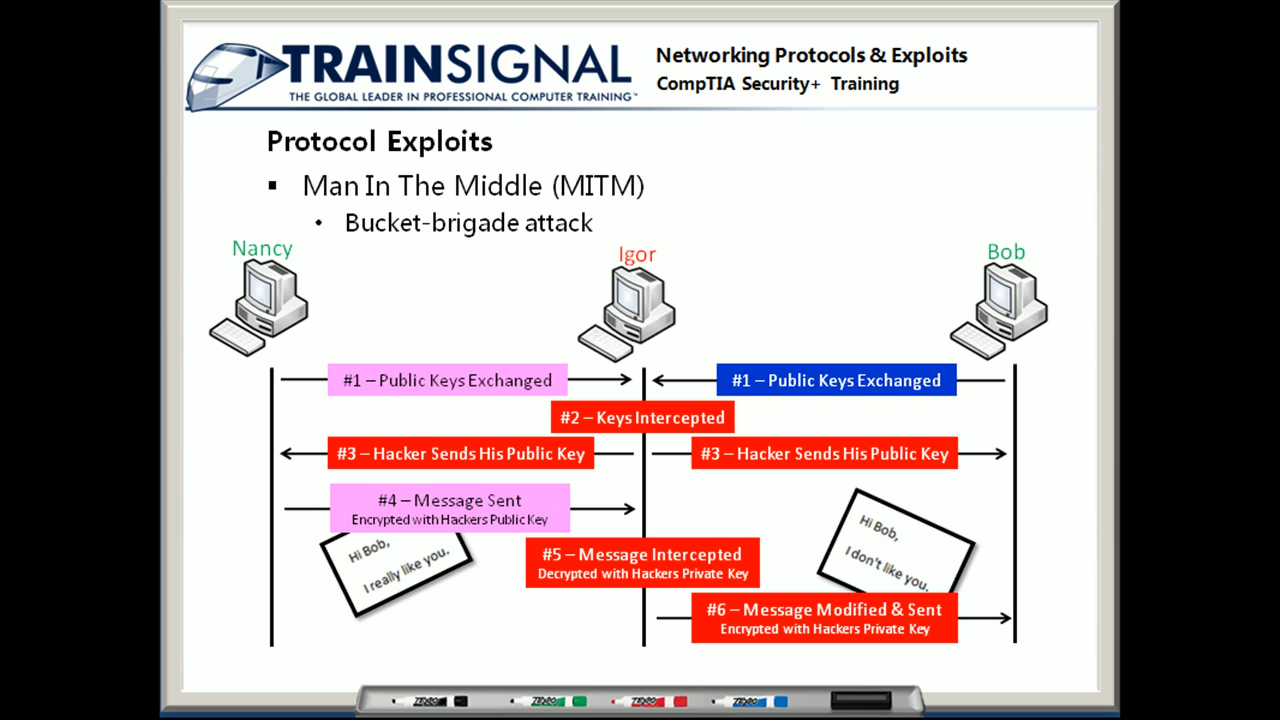 TRAINSIGNAL
THE GLOBAL LEADER IN PROFESSIONAL COMPUTER TRAINING™
Networking Protocols & Exploits
CompTIA Security+ Training
Protocol Exploits
▪ Man In The Middle (MITM)
• Bucket-brigade attack
Nancy
Igor
Bob
#1 – Public Keys Exchanged
#1 – Public Keys Exchanged
#2 – Keys Intercepted
#3 – Hacker Sends His Public Key
#3 – Hacker Sends His Public Key
#4 – Message Sent
Encrypted with Hackers Public Key
Hi Bob,
I really like you.
#5 – Message Intercepted
Decrypted with Hackers Private Key
Hi Bob,
I don't like you.
#6 – Message Modified & Sent
Encrypted with Hackers Private Key